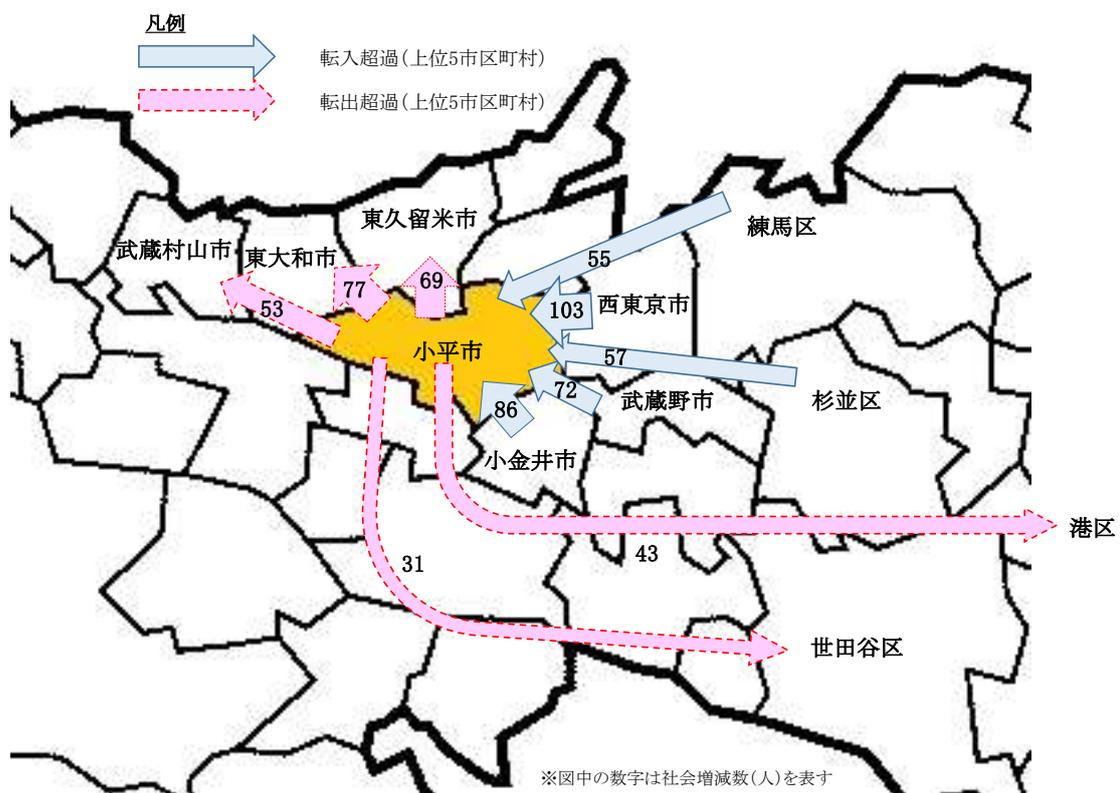 凡例
転入超過(上位5市区町村)
転出超過(上位5市区町村)
東久留米市
練馬区
武蔵村山市
東大和市
55
69
77
53
103
西東京市
小平市
57
72
武蔵野市
杉並区
86
小金井市
港区
43
31
世田谷区
※図中の数字は社会増減数(人)を表す